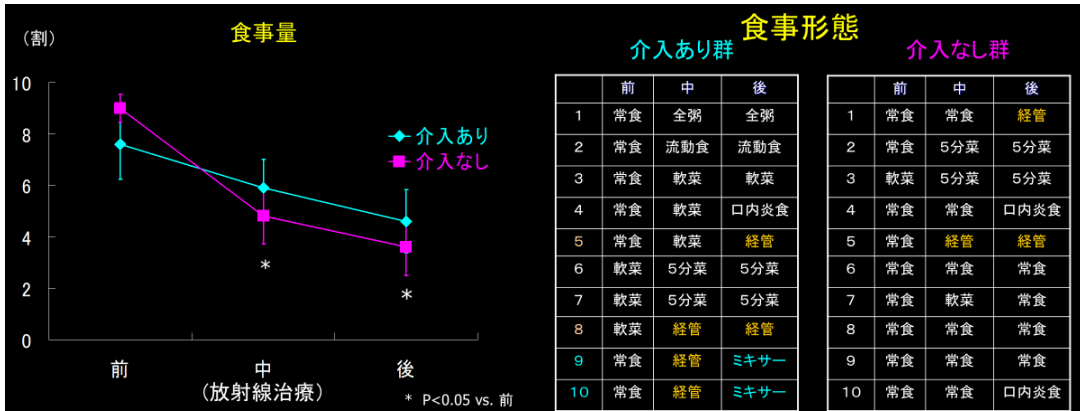 食事量
(割)
10
8
6
4
2
0
介入あり
介入なし
*
*
前 中 後
(放射線治療)
* P<0.05 vs. 前
食事形態
介入あり群
前 中 後
1 常食 全粥 全粥
2 常食 流動食 流動食
3 常食 軟菜 軟菜
4 常食 軟菜 口内炎食
5 常食 軟菜 経管
6 軟菜 5分菜 5分菜
7 軟菜 5分菜 5分菜
8 軟菜 経管 経管
9 常食 経管 ミキサー
10 常食 経管 ミキサー
介入なし群
前 中 後
1 常食 常食 経管
2 常食 5分菜 5分菜
3 軟菜 5分菜 5分菜
4 常食 常食 口内炎食
5 常食 経管 経管
6 常食 常食 常食
7 常食 軟菜 常食
8 常食 常食 常食
9 常食 常食 常食
10 常食 常食 口内炎食